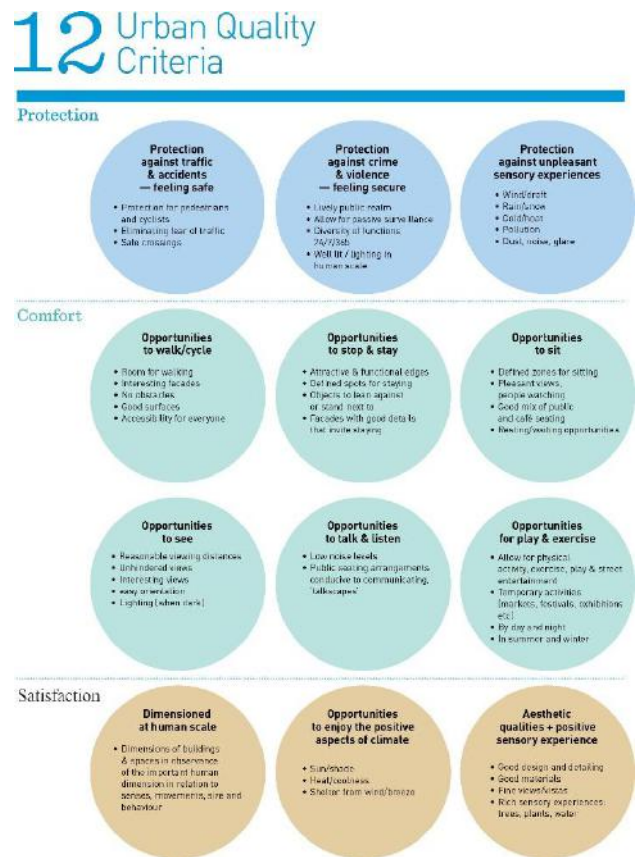 12 Urban Quality
Criteria
Protection
Protection
against traffic
& accidents
— feeling safe
• Protection for pedestrians
and cyclists
• Eliminating fear of traffic
• Safe crossings
Protection
against crime
& violence
— feeling secure
• Lively public realm
• Allow for passive surveillance
• Diversity of functions
24/7/365
• Well lit / lighting in
human scale
Protection
against unpleasant
sensory experiences
• Wind/draft
• Rain/snow
• Cold/heat
• Pollution
• Dust, noise, glare
Comfort
Opportunities
to walk/cycle
• Room for walking
• Interesting facades
• No obstacles
• Good surfaces
• Accessibility for everyone
Opportunities
to stop & stay
• Attractive & functional edges
• Defined spots for staying
• Objects to lean against
or stand next to
• Facades with good details
that invite staying
Opportunities
to sit
• Defined zones for sitting
• Pleasant views,
people watching
• Good mix of public
and café seating
• Resting/waiting opportunities
Opportunities
to see
• Reasonable viewing distances
• Unhindered views
• Interesting views
• easy orientation
• Lighting (when dark)
Opportunities
to talk & listen
• Low noise levels
• Public seating arrangements
conducive to communicating,
'talkscapes'
Opportunities
for play & exercise
• Allow for physical
activity, exercise, play & street
entertainment
• Temporary activities
(markets, festivals, exhibitions
etc)
• By day and night
• In summer and winter
Satisfaction
Dimensioned
at human scale
• Dimensions of buildings
& spaces in observance
of the important human
dimension in relation to
senses, movements, size and
behaviour
Opportunities
to enjoy the positive
aspects of climate
• Sun/shade
• Heat/coolness
• Shelter from wind/breeze
Aesthetic
qualities + positive
sensory experience
• Good design and detailing
• Good materials
• Fine views/vistas
• Rich sensory experiences:
trees, plants, water